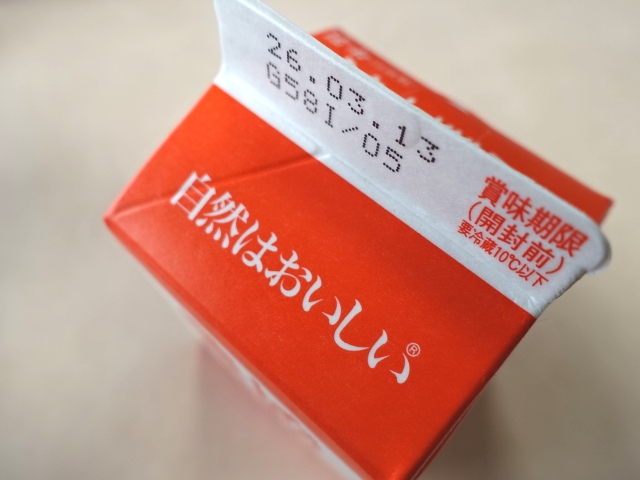 26.03.13
G581/05
賞味期限
(開封前)
要冷蔵10℃以下
自然はおいしい®